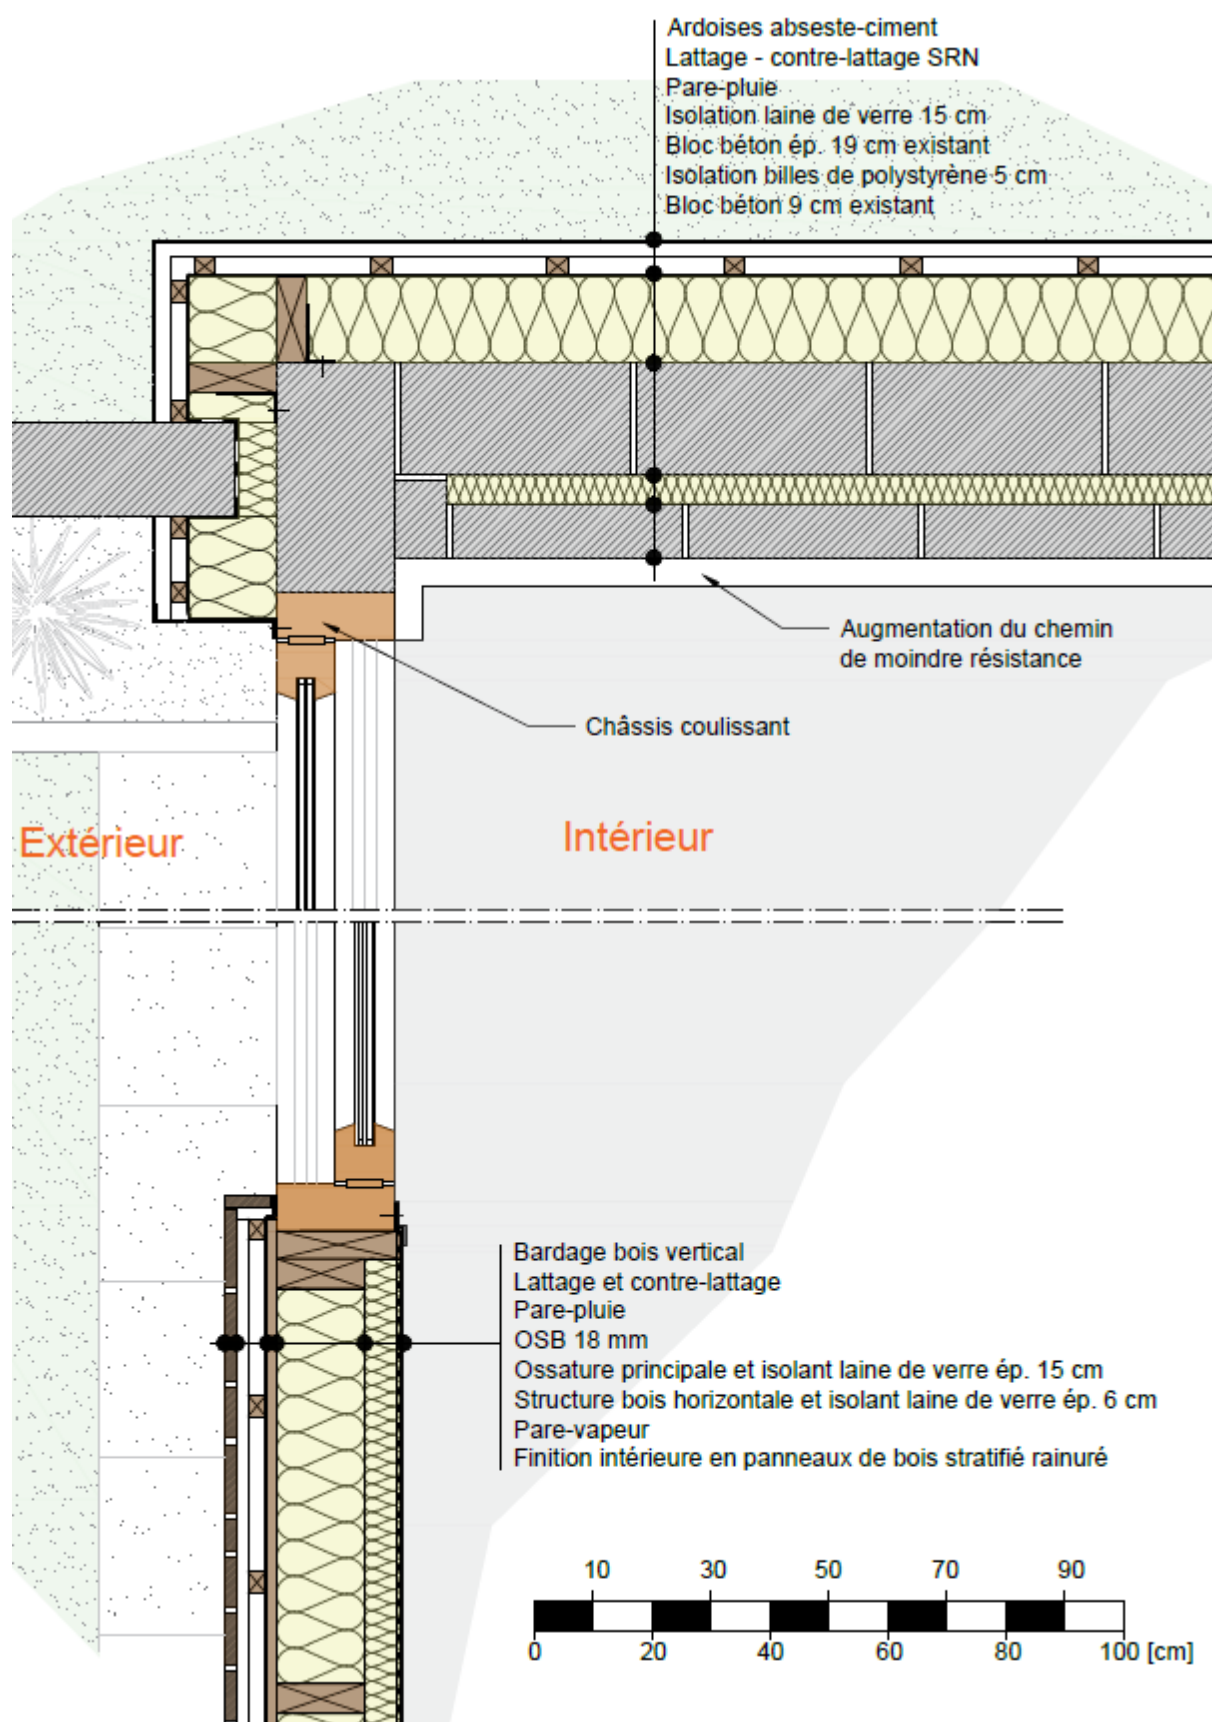 Ardoises abseste-ciment
Lattage - contre-lattage SRN
Pare-pluie
Isolation laine de verre 15 cm
Bloc béton ép. 19 cm existant
Isolation billes de polystyrène 5 cm
Bloc béton 9 cm existant
Augmentation du chemin
de moindre résistance
Châssis coulissant
Extérieur
Intérieur
Bardage bois vertical
Lattage et contre-lattage
Pare-pluie
OSB 18 mm
Ossature principale et isolant laine de verre ép. 15 cm
Structure bois horizontale et isolant laine de verre ép. 6 cm
Pare-vapeur
Finition intérieure en panneaux de bois stratifié rainuré
10 30 50 70 90
0 20 40 60 80 100 [cm]